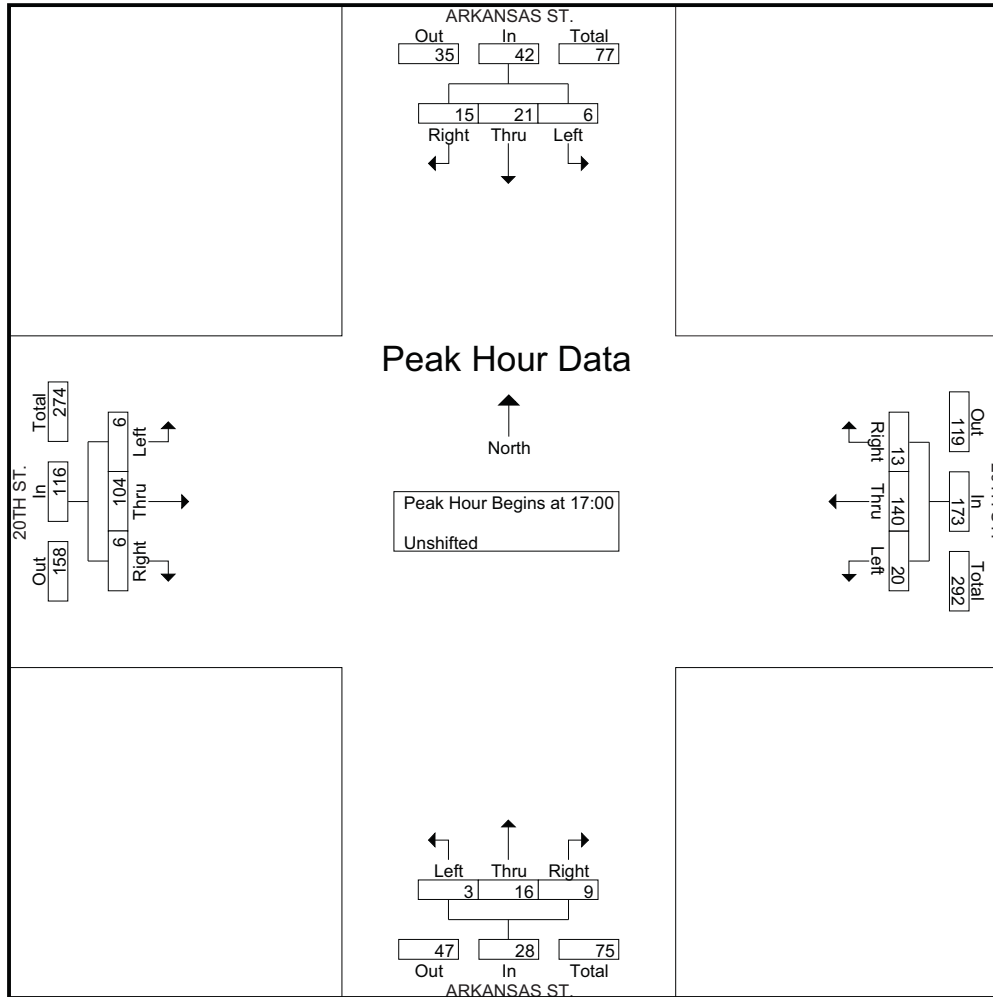 ARKANSAS ST.
Out In Total
35 42 77
15 21 6
Right Thru Left
Peak Hour Data
North
Peak Hour Begins at 17:00
Unshifted
20TH ST.
Total In Out
274 116 158
6 104 6
Left Thru Right
Right Thru Left
13 140 20
119 173 292
Out In Total
Left Thru Right
3 16 9
47 28 75
Out In Total
ARKANSAS ST.